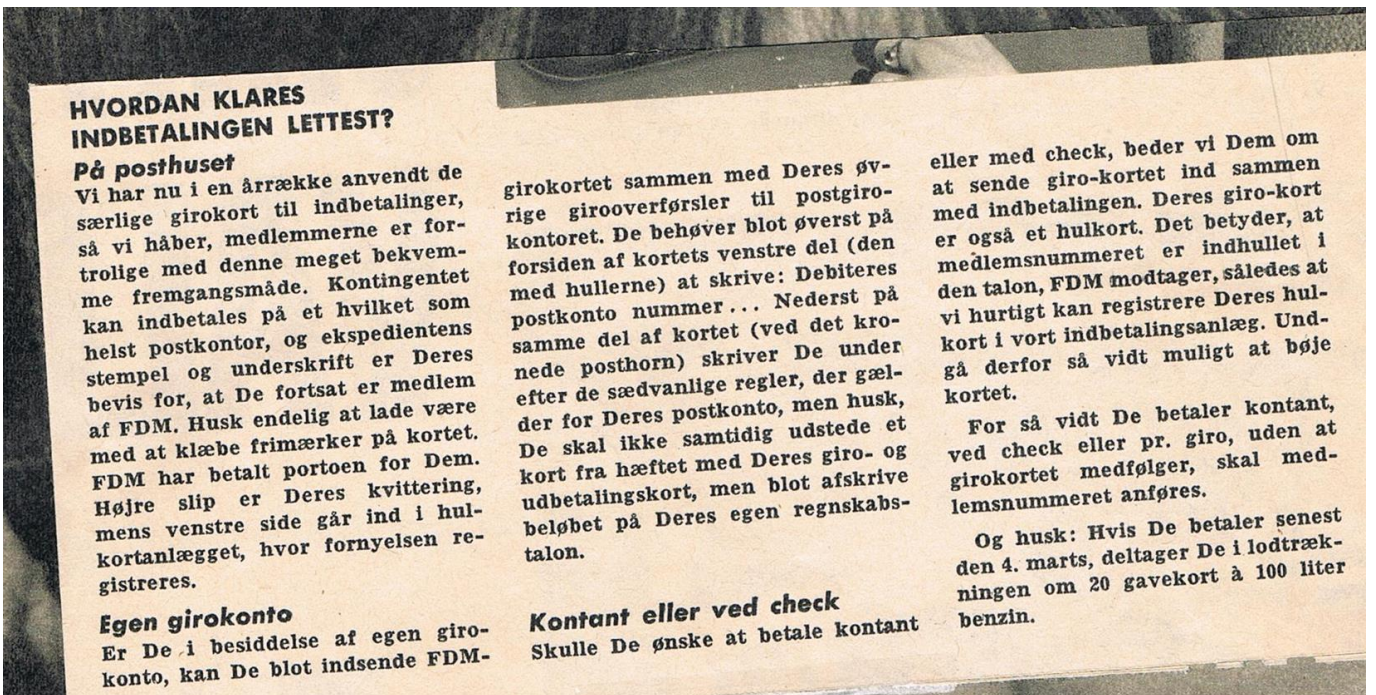 HVORDAN KLARES
INDBETALINGEN LETTEST?
På posthuset
Vi har nu i en årrække anvendt de
særlige girokort til indbetalinger,
så vi håber, medlemmerne er for-
trolige med denne meget bekvem-
me fremgangsmåde. Kontingentet
kan indbetales på et hvilket som
helst postkontor, og ekspedientens
stempel og underskrift er Deres
bevis for, at De fortsat er medlem
af FDM. Husk endelig at lade være
med at klæbe frimærker på kortet.
FDM har betalt portoen for Dem.
Højre slip er Deres kvittering,
mens venstre side går ind i hul-
kortanlægget, hvor fornyelsen re-
gistreres.
Egen girokonto
Er De i besiddelse af egen giro-
konto, kan De blot indsende FDM-
girokortet sammen med Deres øv-
rige girooverførsler til postgiro-
kontoret. De behøver blot øverst på
forsiden af kortets venstre del (den
med hullerne) at skrive: Debiteres
postkonto nummer... Nederst på
samme del af kortet (ved det kro-
nede posthorn) skriver De under
efter de sædvanlige regler, der gæl-
der for Deres postkonto, men husk,
De skal ikke samtidig udstede et
kort fra hæftet med Deres giro- og
udbetalingskort, men blot afskrive
beløbet på Deres egen regnskabs-
talon.
Kontant eller ved check
Skulle De ønske at betale kontant
eller med check, beder vi Dem om
at sende giro-kortet ind sammen
med indbetalingen. Deres giro-kort
er også et hulkort. Det betyder, at
medlemsnummeret er indhullet i
den talon, FDM modtager, således at
vi hurtigt kan registrere Deres hul-
kort i vort indbetalingsanlæg. Und-
gå derfor så vidt muligt at bøje
kortet.
For så vidt De betaler kontant,
ved check eller pr. giro, uden at
girokortet medfølger, skal med-
lemsnummeret anføres.
Og husk: Hvis De betaler senest
den 4. marts, deltager De i lodtræk-
ningen om 20 gavekort à 100 liter
benzin.